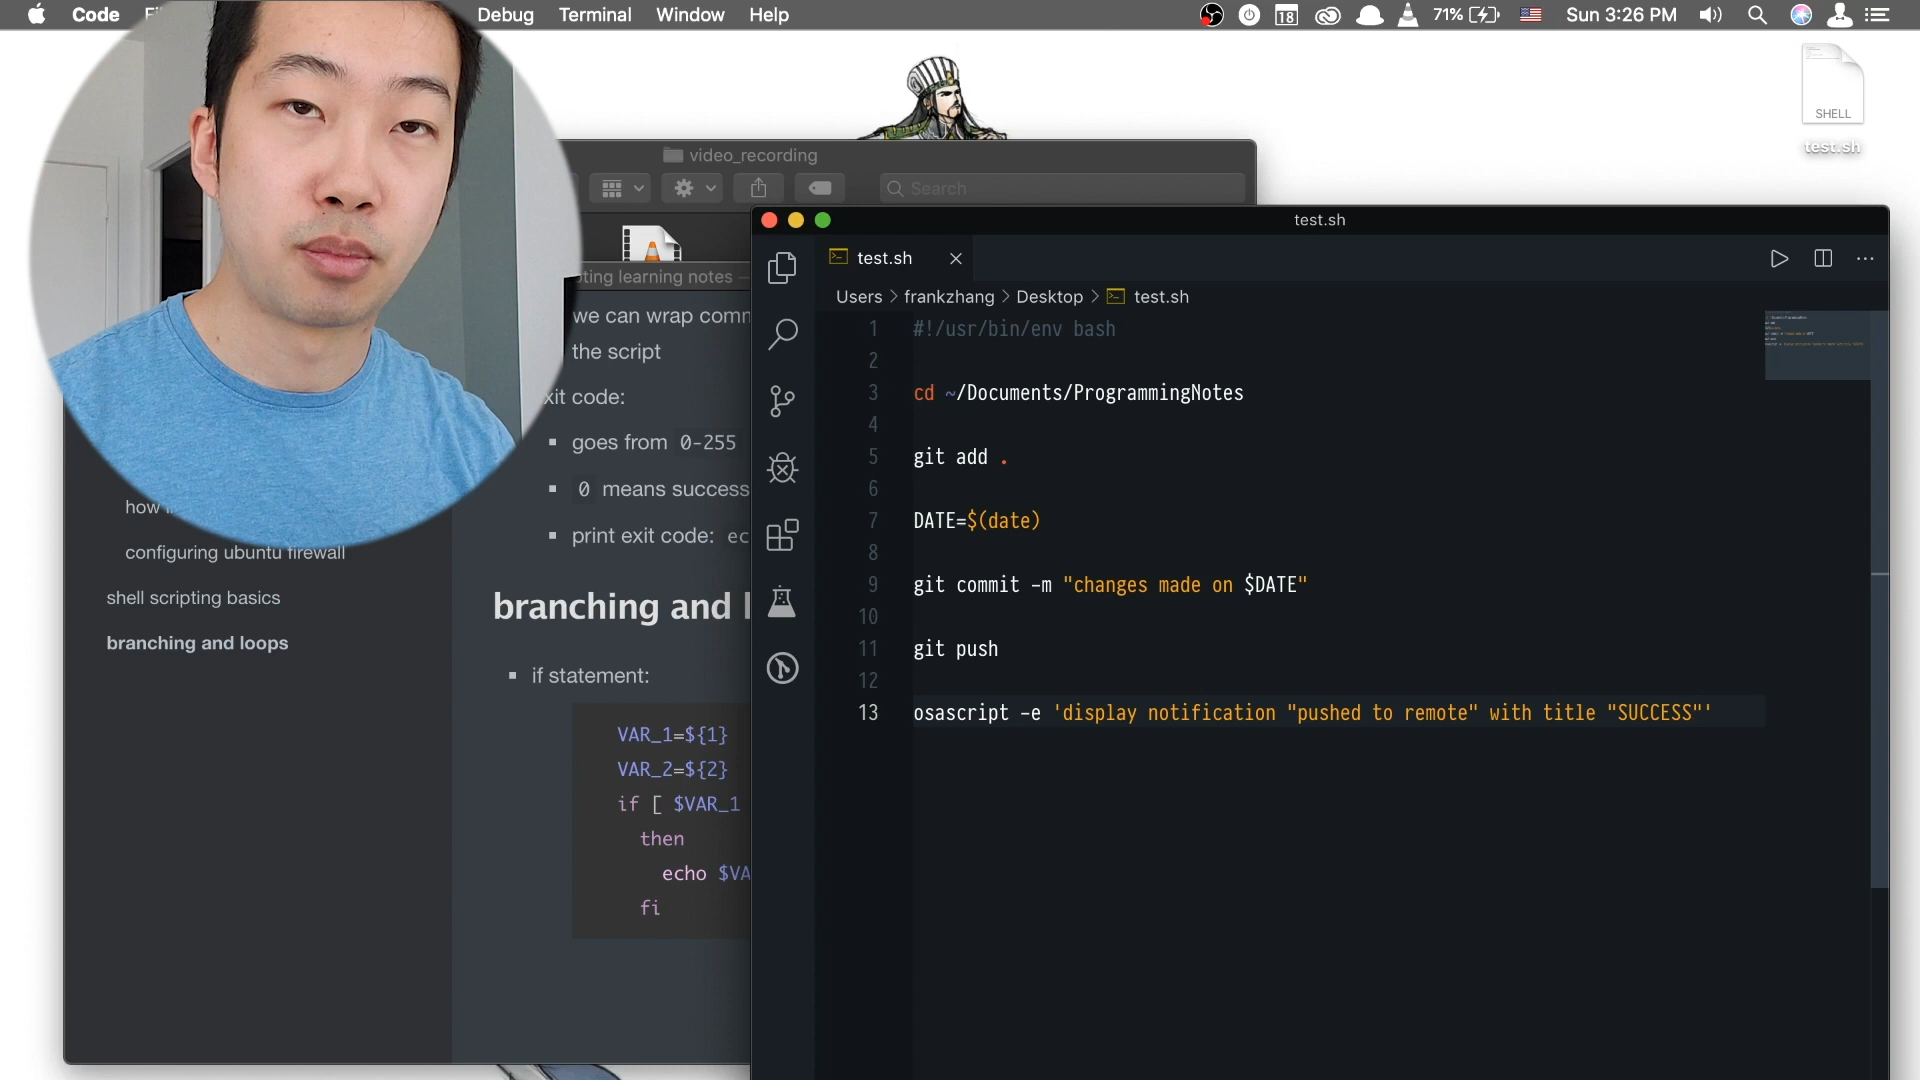 Code
Debug
Terminal
Window
Help
18
71%
Sun 3:26 PM
SHELL
test.sh
video_recording
Search
ting learning notes –
we can wrap comm
the script
xit code:
goes from 0-255
0 means success
print exit code: ec
how
configuring ubuntu firewall
shell scripting basics
branching and loops
branching and l
if statement:
VAR_1=${1}
VAR_2=${2}
if [ $VAR_1
then
echo $VA
fi
test.sh
test.sh
Users > frankzhang > Desktop > test.sh
1 #!/usr/bin/env bash
2
3 cd ~/Documents/ProgrammingNotes
4
5 git add .
6
7 DATE=$(date)
8
9 git commit -m "changes made on $DATE"
10
11 git push
12
13 osascript -e 'display notification "pushed to remote" with title "SUCCESS"'